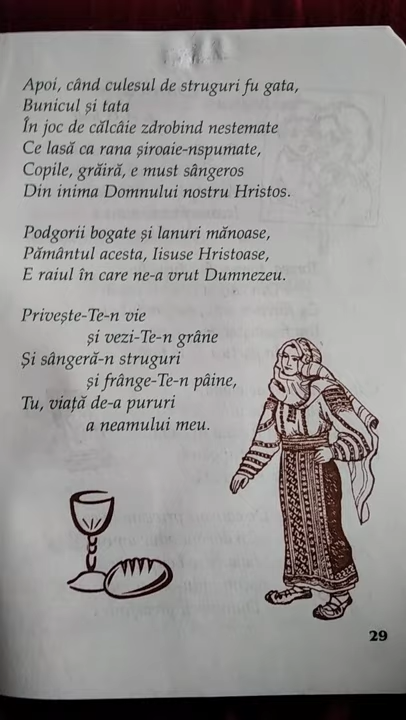 Apoi, când culesul de struguri fu gata,
Bunicul și tata
În joc de călcâie zdrobind nestemate
Ce lasă ca rana șiroaie-nspumate,
Copile, grăiră, e must sângeros
Din inima Domnului nostru Hristos.
Podgorii bogate și lanuri mănoase,
Pământul acesta, Iisuse Hristoase,
E raiul în care ne-a vrut Dumnezeu.
Privește-Te-n vie
și vezi-Te-n grâne
Și sângeră-n struguri
și frânge-Te-n pâine,
Tu, viață de-a pururi
a neamului meu.
29